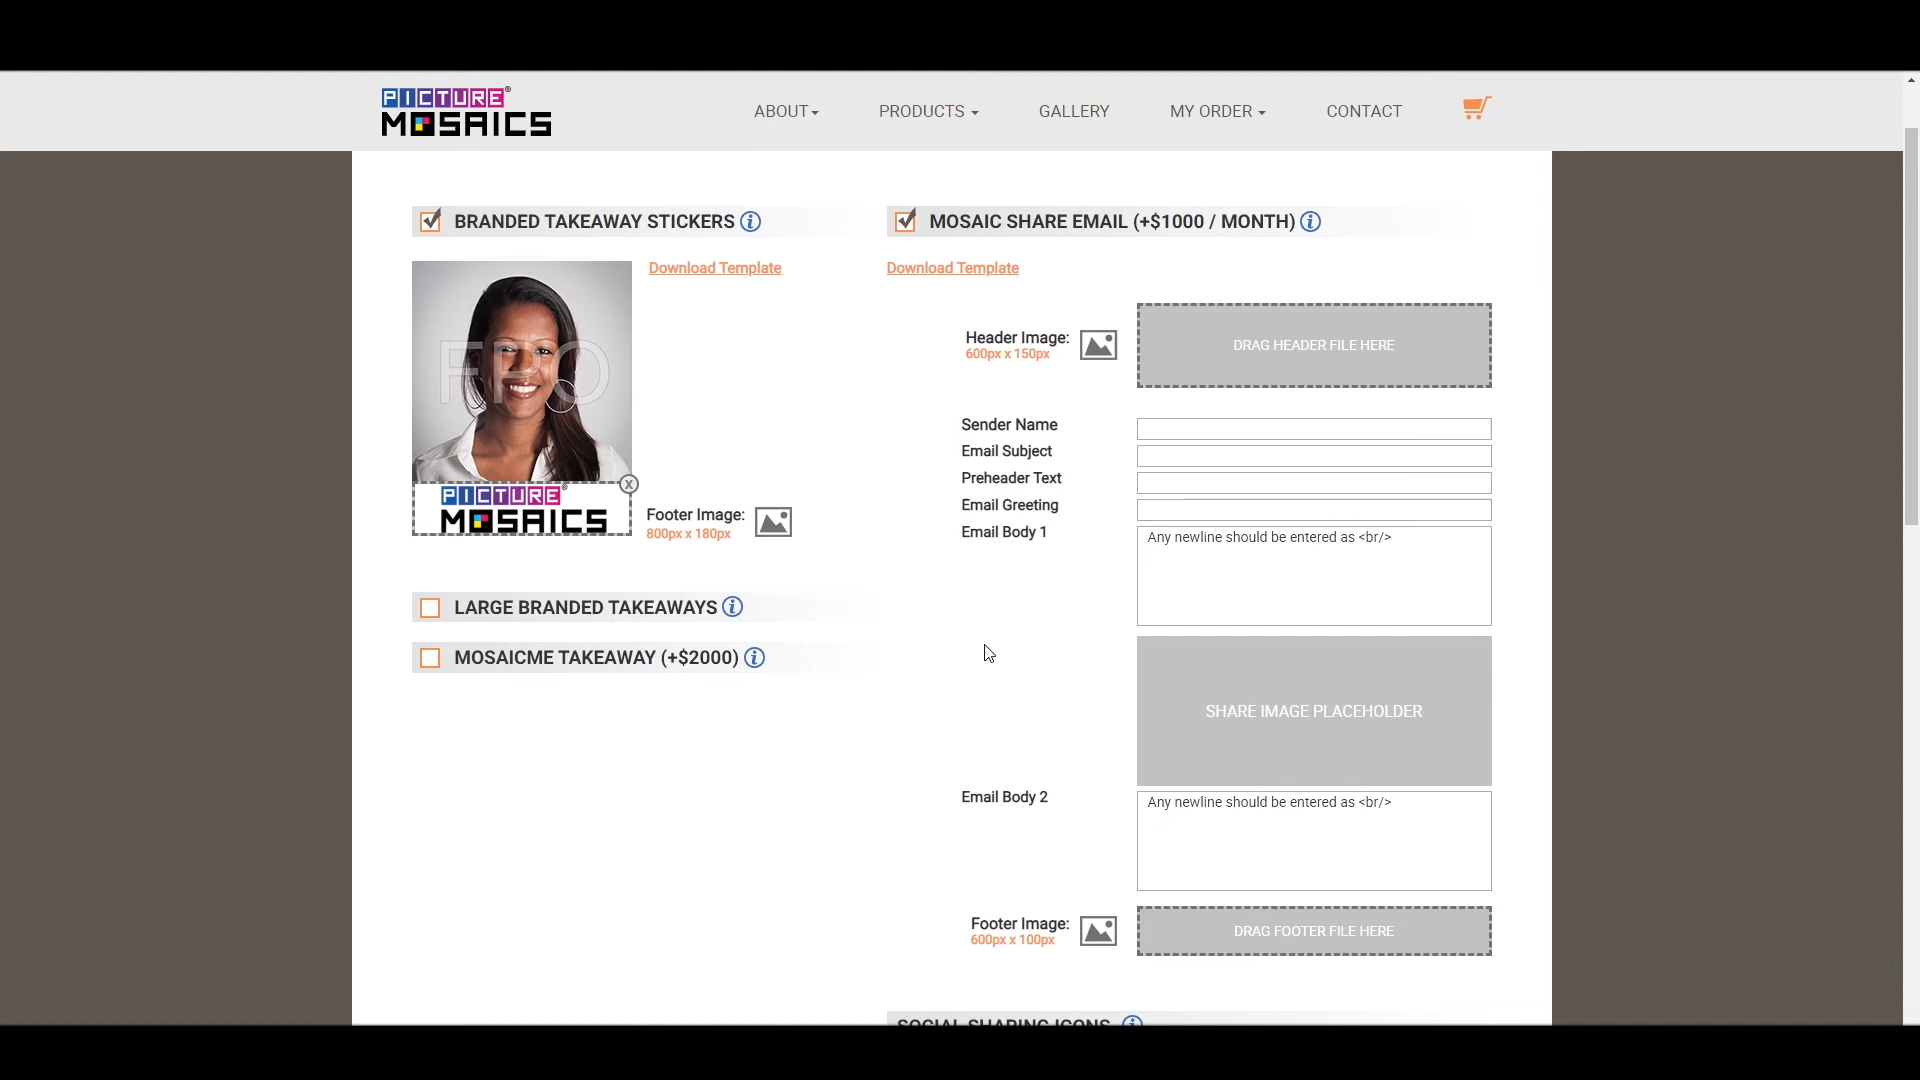 PICTURE®
MOSAICS
ABOUT
PRODUCTS
GALLERY
MY ORDER
CONTACT
BRANDED TAKEAWAY STICKERS i
Download Template
FPO
X
PICTURE®
MOSAICS
Footer Image:
800px x 180px
LARGE BRANDED TAKEAWAYS i
MOSAICME TAKEAWAY (+$2000) i
MOSAIC SHARE EMAIL (+$1000 / MONTH) i
Download Template
Header Image:
600px x 150px
DRAG HEADER FILE HERE
Sender Name
Email Subject
Preheader Text
Email Greeting
Email Body 1
Any newline should be entered as <br/>
SHARE IMAGE PLACEHOLDER
Email Body 2
Any newline should be entered as <br/>
Footer Image:
600px x 100px
DRAG FOOTER FILE HERE
SOCIAL SHARING ICONS i